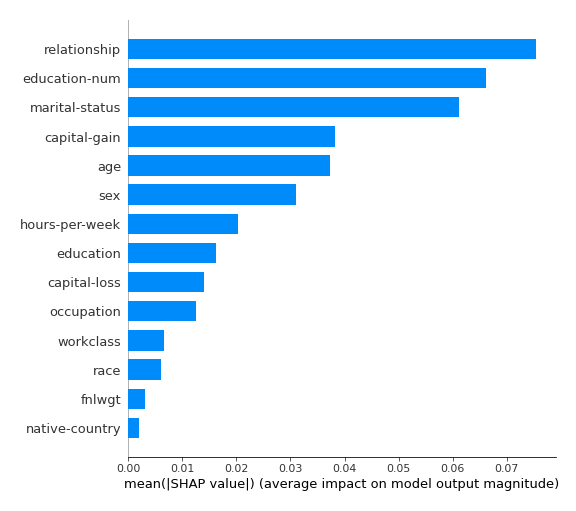 relationship
education-num
marital-status
capital-gain
age
sex
hours-per-week
education
capital-loss
occupation
workclass
race
fnlwgt
native-country
0.00 0.01 0.02 0.03 0.04 0.05 0.06 0.07
mean(|SHAP value|) (average impact on model output magnitude)